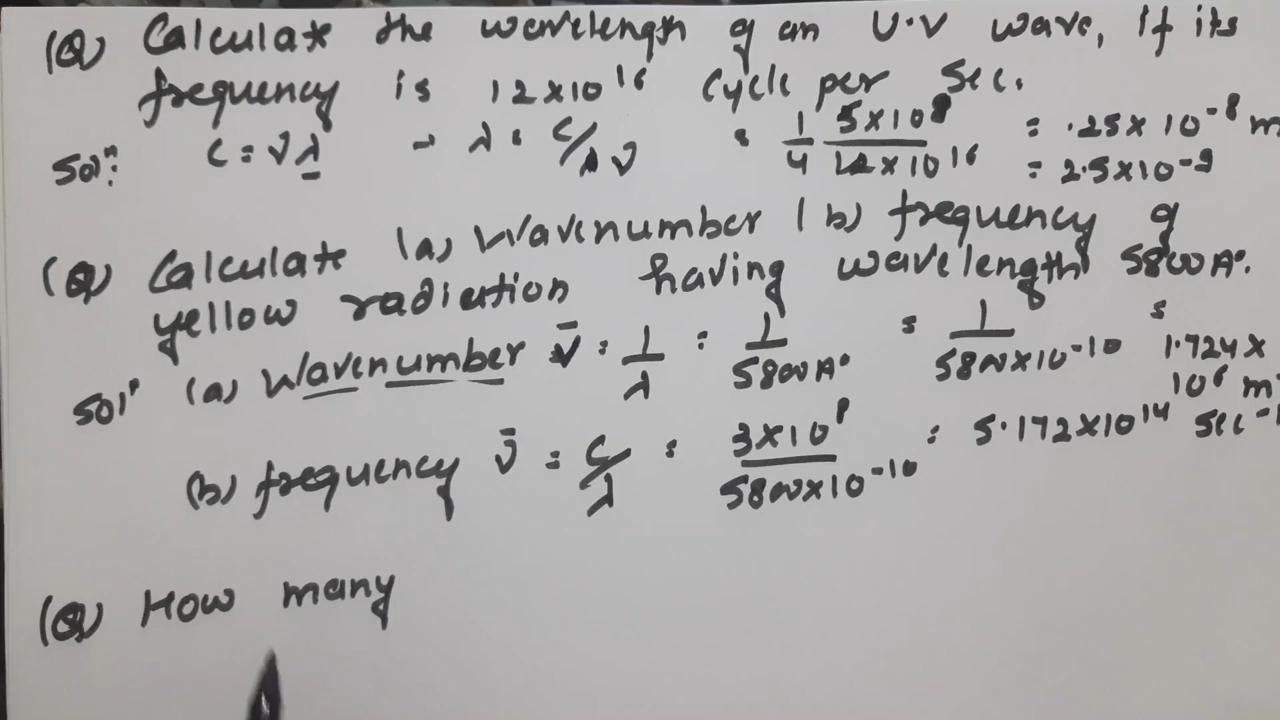 (Q) Calculate the wavelength of an U.V wave, If its
frequency is 12×10¹⁶ cycle per sec.
Solⁿ: C = νλ → λ = C/λ ν = 1/4 5×10⁸/12×10¹⁶ = .25×10⁻⁸ m
= 2.5×10⁻⁹
(Q) Calculate (a) Wavenumber (b) frequency of
yellow radiation having wavelength 5800A°.
Solⁿ (a) Wavenumber ν̄ = 1/λ = 1/5800A° = 1/5800×10⁻¹⁰ = 1.724×
10⁶ m
(b) frequency ν̄ = C/λ = 3×10⁸/5800×10⁻¹⁰ = 5.172×10¹⁴ sec⁻¹
(Q) How many